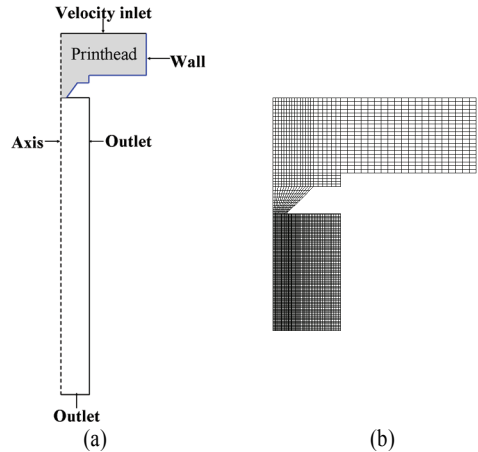 Velocity inlet
Printhead
Wall
Axis
Outlet
Outlet
(a)
(b)